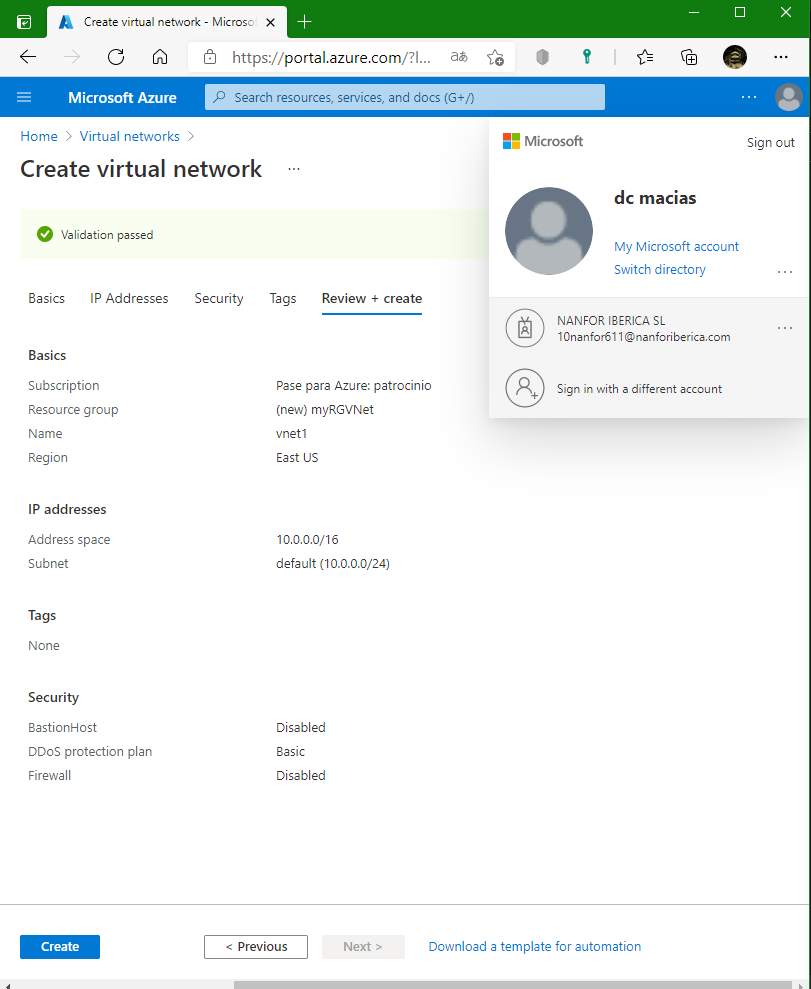 Create virtual network - Microso
https://portal.azure.com/?l...
Microsoft Azure
Search resources, services, and docs (G+/)
Home > Virtual networks >
Create virtual network ...
Validation passed
Basics IP Addresses Security Tags Review + create
Basics
Subscription Pase para Azure: patrocinio
Resource group (new) myRGVNet
Name vnet1
Region East US
IP addresses
Address space 10.0.0.0/16
Subnet default (10.0.0.0/24)
Tags
None
Security
BastionHost Disabled
DDoS protection plan Basic
Firewall Disabled
Create < Previous Next > Download a template for automation
Microsoft Sign out
dc macias
My Microsoft account
Switch directory
NANFOR IBERICA SL
10nanfor611@nanforiberica.com
Sign in with a different account